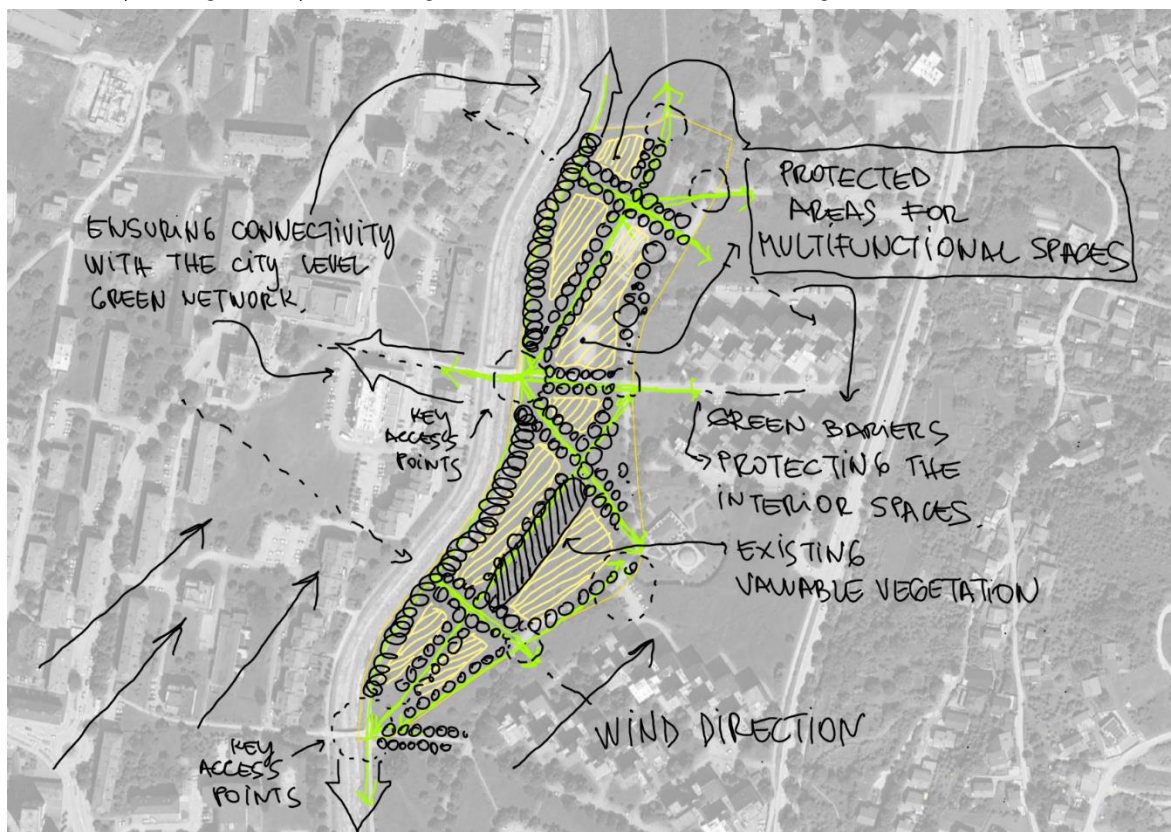 ENSURING CONNECTIVITY
WITH THE CITY LEVEL
GREEN NETWORK.
PROTECTED
AREAS FOR
MULTIFUNCTIONAL SPACES
KEY
ACCESS
POINTS
GREEN BARIERS
PROTECTING THE
INTERIOR SPACES.
EXISTING
VALUABLE VEGETATION
WIND DIRECTION
KEY
ACCESS
POINTS